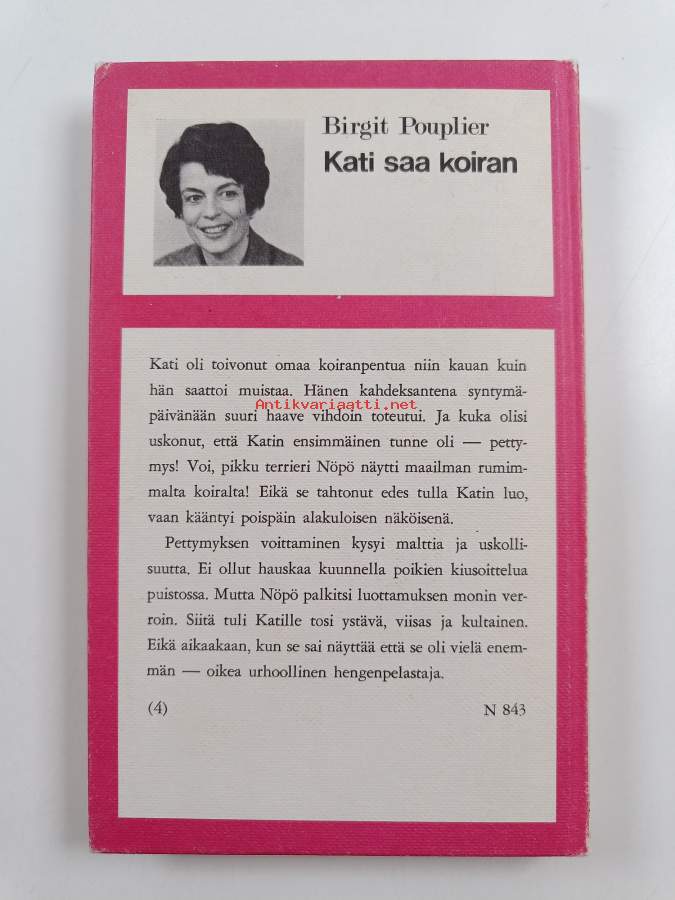 Birgit Pouplier
Kati saa koiran
Kati oli toivonut omaa koiranpentua niin kauan kuin
hän saattoi muistaa. Hänen kahdeksantena syntymä-
Antikvariaatti.net
päivänään suuri haave vihdoin toteutui. Ja kuka olisi
uskonut, että Katin ensimmäinen tunne oli — petty-
mys! Voi, pikku terrieri Nöpö näytti maailman rumim-
malta koiralta! Eikä se tahtonut edes tulla Katin luo,
vaan kääntyi poispäin alakuloisen näköisenä.
Pettymyksen voittaminen kysyi malttia ja uskolli-
suutta. Ei ollut hauskaa kuunnella poikien kiusoittelua
puistossa. Mutta Nöpö palkitsi luottamuksen monin ver-
roin. Siitä tuli Katille tosi ystävä, viisas ja kultainen.
Eikä aikaakaan, kun se sai näyttää että se oli vielä enem-
män — oikea urhoollinen hengenpelastaja.
(4) N 843